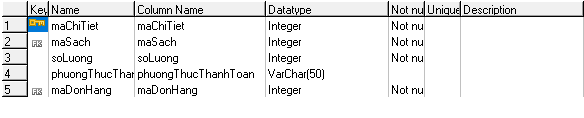 Key Name Column Name Datatype Not nu Unique Description
1 maChiTiet maChiTiet Integer Not nu
2 FK maSach maSach Integer Not nu
3 soLuong soLuong Integer Not nu
4 phuongThucThar phuongThucThanhToan VarChar(50)
5 FK maDonHang maDonHang Integer Not nu